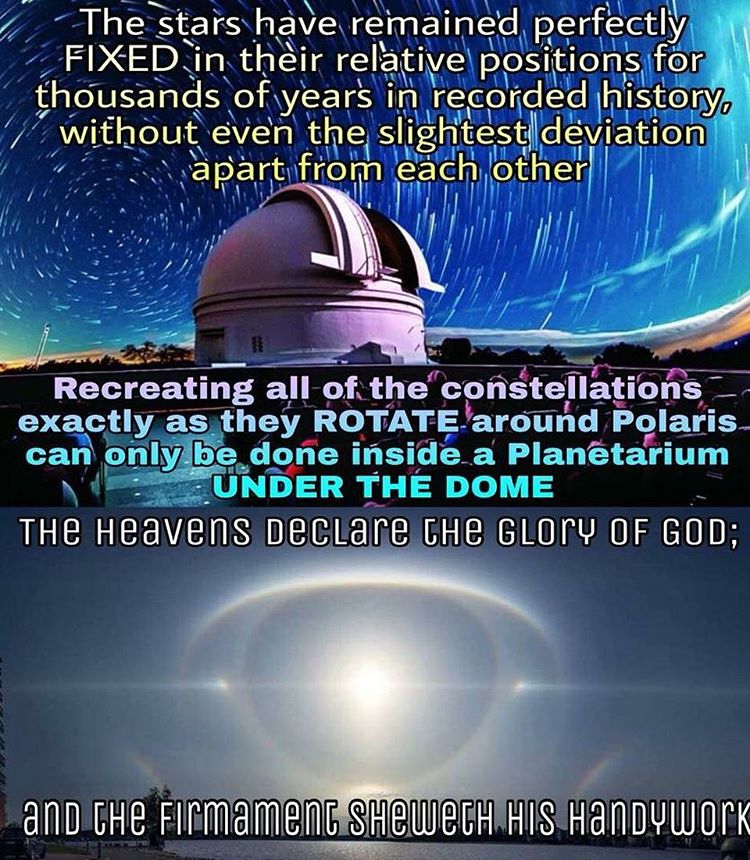 The stars have remained perfectly
FIXED in their relative positions for
thousands of years in recorded history,
without even the slightest deviation
apart from each other
Recreating all of the constellations
exactly as they ROTATE around Polaris
can only be done inside a Planetarium
UNDER THE DOME
THE HEAVENS DECLARE THE GLORY OF GOD;
AND THE FIRMAMENT SHEWETH HIS HANDYWORK